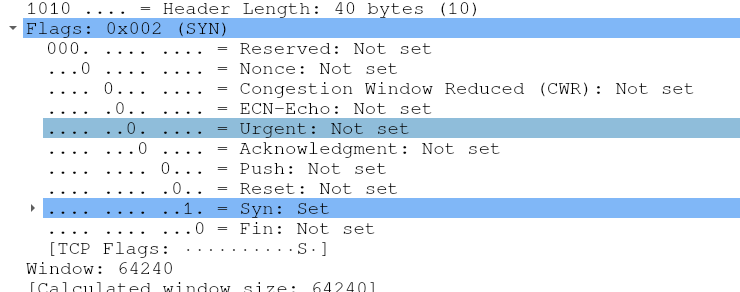 1010 .... = Header Length: 40 bytes (10)
Flags: 0x002 (SYN)
000. .... .... = Reserved: Not set
...0 .... .... = Nonce: Not set
.... 0... .... = Congestion Window Reduced (CWR): Not set
.... .0.. .... = ECN-Echo: Not set
.... ..0. .... = Urgent: Not set
.... ...0 .... = Acknowledgment: Not set
.... .... 0... = Push: Not set
.... .... .0.. = Reset: Not set
.... .... ..1. = Syn: Set
.... .... ...0 = Fin: Not set
[TCP Flags: ··········S·]
Window: 64240
[Calculated window size: 64240]